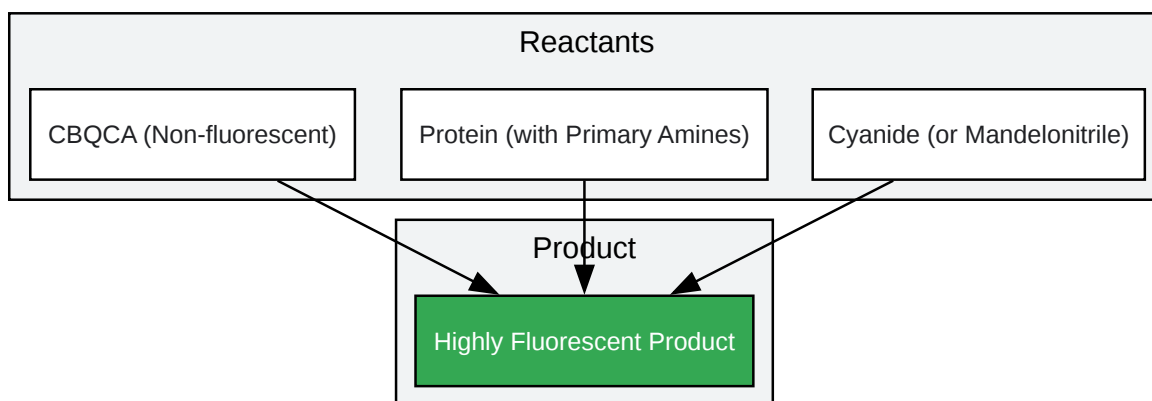 Reactants
CBQCA (Non-fluorescent)
Protein (with Primary Amines)
Cyanide (or Mandelonitrile)
Product
Highly Fluorescent Product